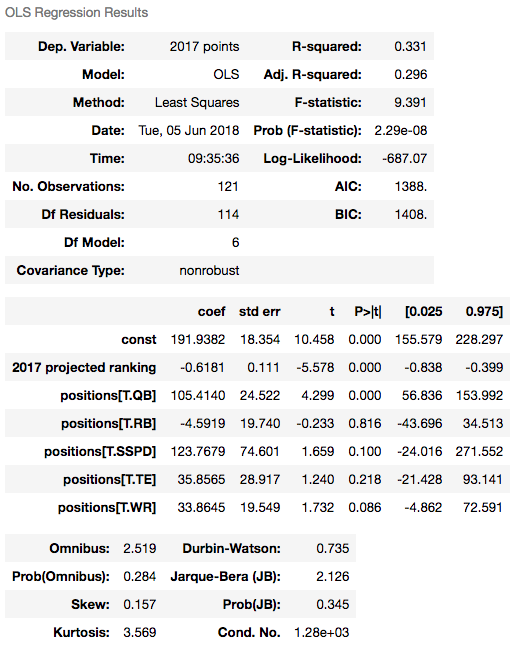 OLS Regression Results
Dep. Variable: 2017 points R-squared: 0.331
Model: OLS Adj. R-squared: 0.296
Method: Least Squares F-statistic: 9.391
Date: Tue, 05 Jun 2018 Prob (F-statistic): 2.29e-08
Time: 09:35:36 Log-Likelihood: -687.07
No. Observations: 121 AIC: 1388.
Df Residuals: 114 BIC: 1408.
Df Model: 6
Covariance Type: nonrobust
coef std err t P>|t| [0.025 0.975]
const 191.9382 18.354 10.458 0.000 155.579 228.297
2017 projected ranking -0.6181 0.111 -5.578 0.000 -0.838 -0.399
positions[T.QB] 105.4140 24.522 4.299 0.000 56.836 153.992
positions[T.RB] -4.5919 19.740 -0.233 0.816 -43.696 34.513
positions[T.SSPD] 123.7679 74.601 1.659 0.100 -24.016 271.552
positions[T.TE] 35.8565 28.917 1.240 0.218 -21.428 93.141
positions[T.WR] 33.8645 19.549 1.732 0.086 -4.862 72.591
Omnibus: 2.519 Durbin-Watson: 0.735
Prob(Omnibus): 0.284 Jarque-Bera (JB): 2.126
Skew: 0.157 Prob(JB): 0.345
Kurtosis: 3.569 Cond. No. 1.28e+03